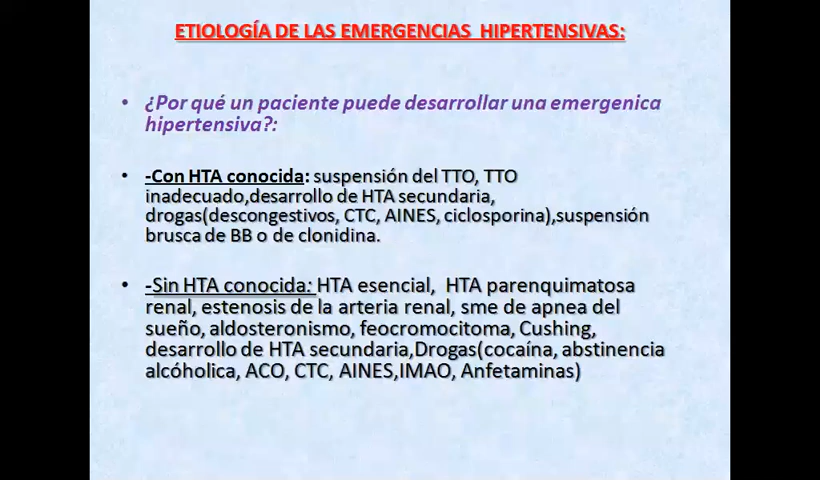 ETIOLOGÍA DE LAS EMERGENCIAS HIPERTENSIVAS:
• ¿Por qué un paciente puede desarrollar una emergenica
hipertensiva?:
• -Con HTA conocida: suspensión del TTO, TTO
inadecuado,desarrollo de HTA secundaria,
drogas(descongestivos, CTC, AINES, ciclosporina),suspensión
brusca de BB o de clonidina.
• -Sin HTA conocida: HTA esencial, HTA parenquimatosa
renal, estenosis de la arteria renal, sme de apnea del
sueño, aldosteronismo, feocromocitoma, Cushing,
desarrollo de HTA secundaria,Drogas(cocaína, abstinencia
alcóholica, ACO, CTC, AINES,IMAO, Anfetaminas)